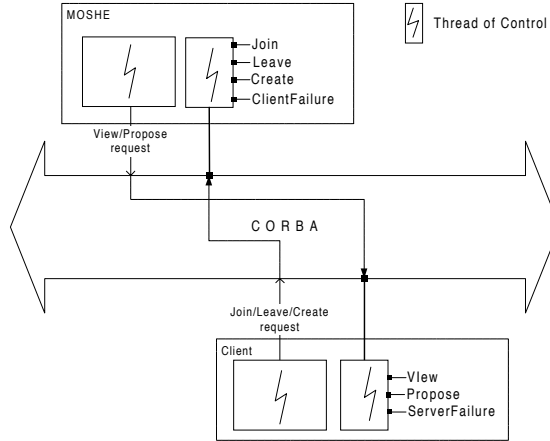 MOSHE
Thread of Control
Join
Leave
Create
ClientFailure
View/Propose
request
CORBA
Join/Leave/Create
request
Client
VIew
Propose
ServerFailure